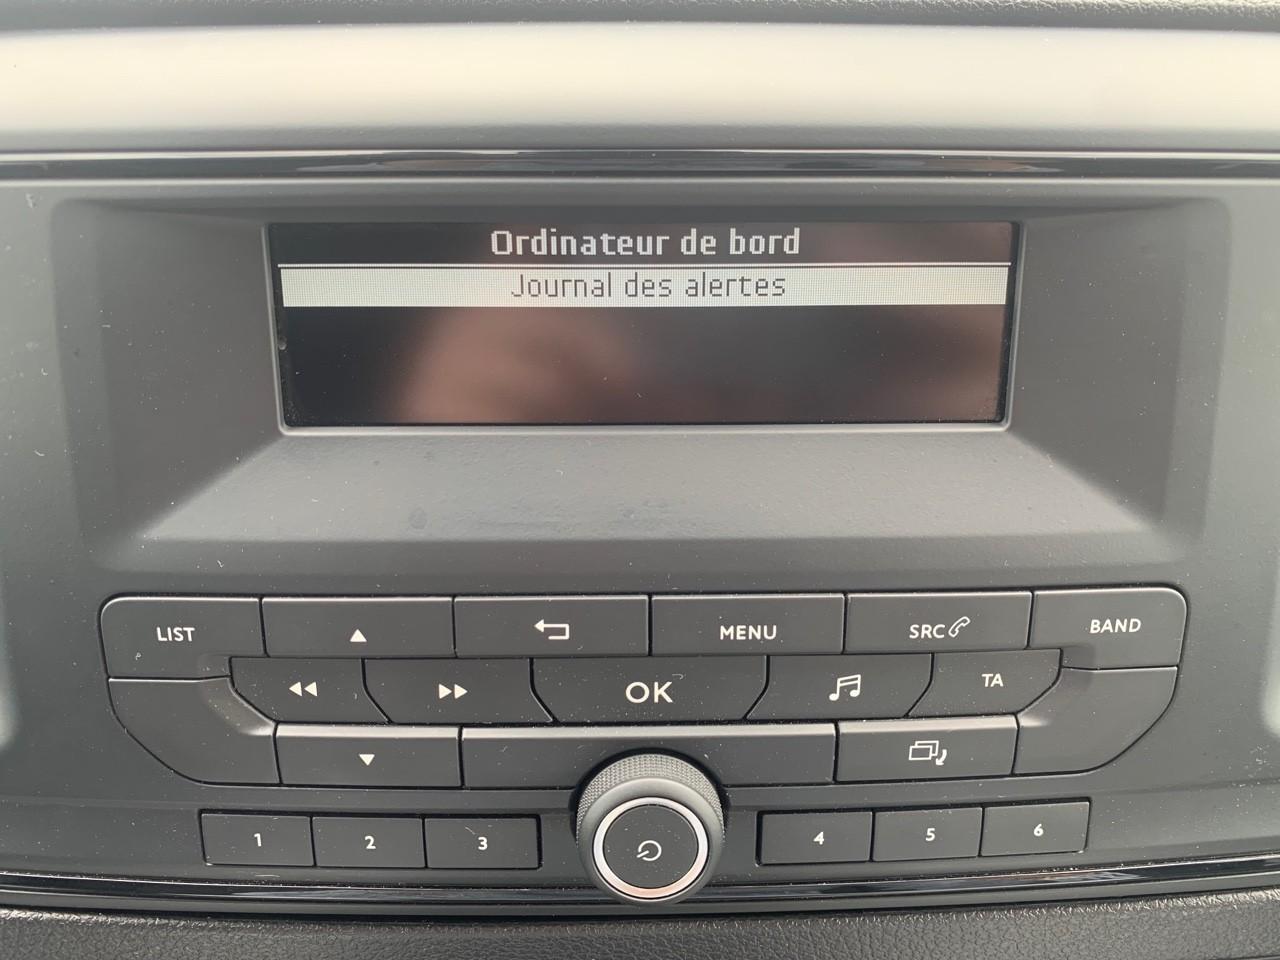 Ordinateur de bord
Journal des alertes
LIST
MENU
SRC
BAND
OK
TA
1
2
3
4
5
6